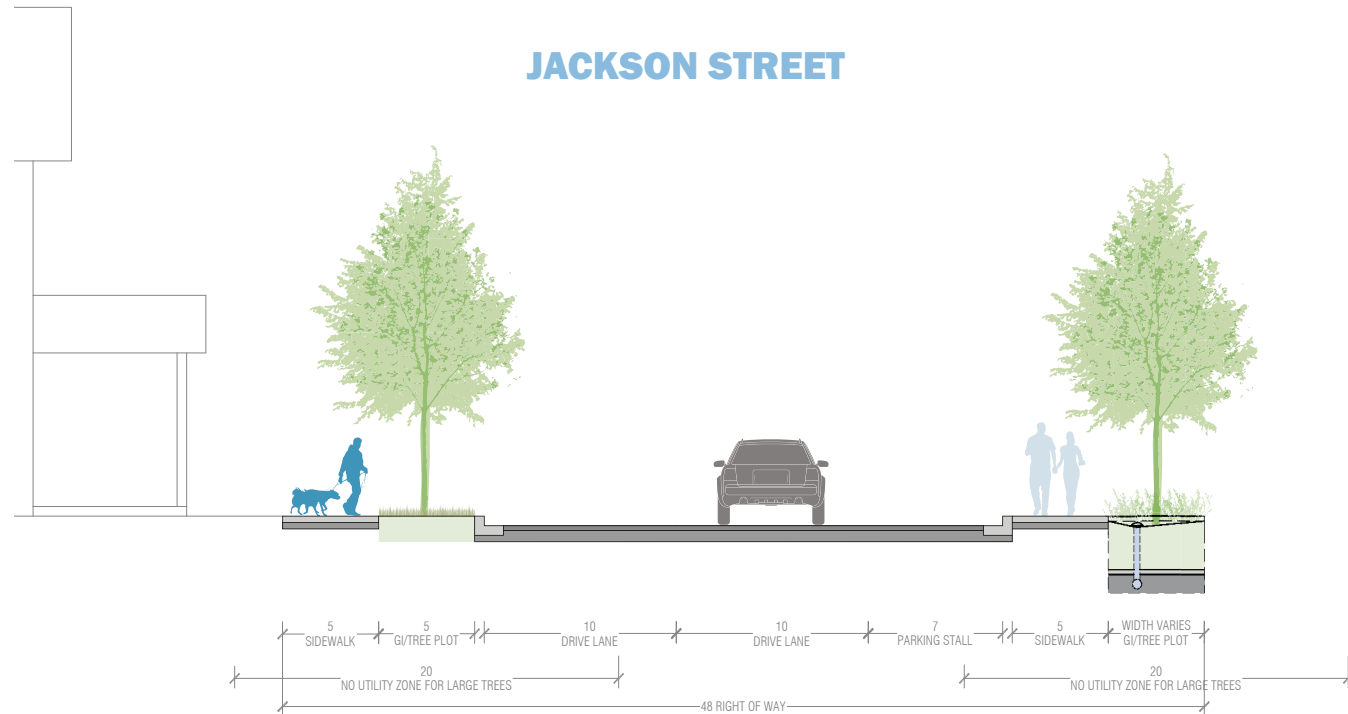 JACKSON STREET
5
SIDEWALK
5
GI/TREE PLOT
10
DRIVE LANE
10
DRIVE LANE
7
PARKING STALL
5
SIDEWALK
WIDTH VARIES
GI/TREE PLOT
20
NO UTILITY ZONE FOR LARGE TREES
20
NO UTILITY ZONE FOR LARGE TREES
48 RIGHT OF WAY